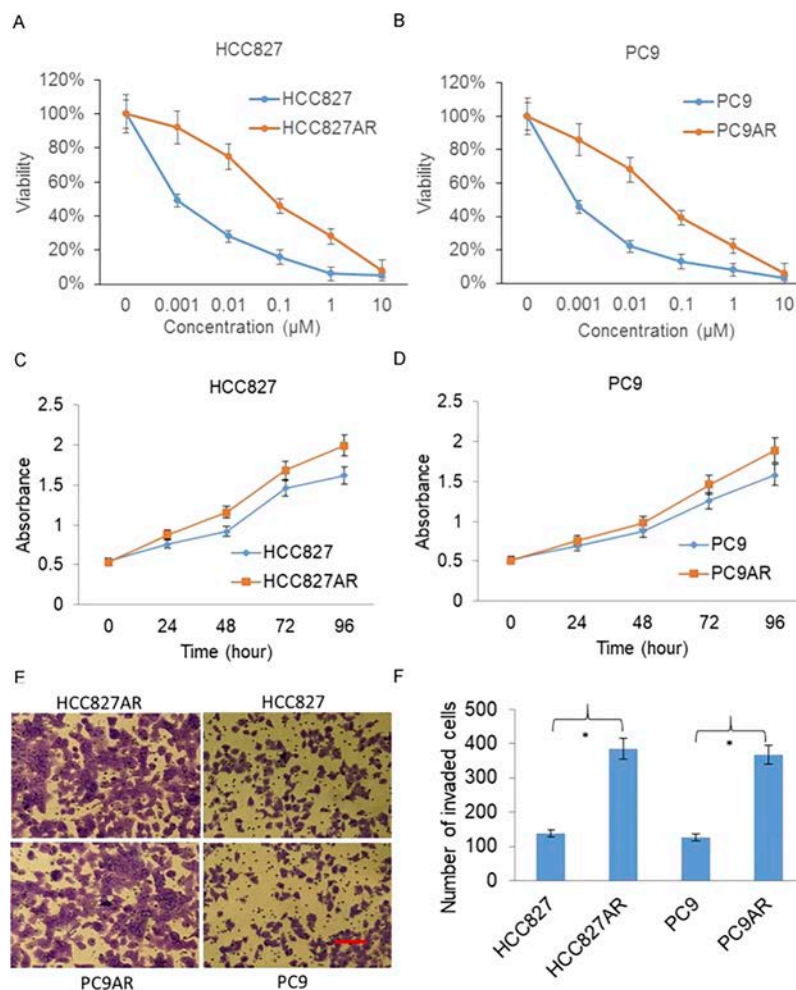 A
HCC827
120%
100%
80%
60%
40%
20%
0%
Viability
HCC827
HCC827AR
0 0.001 0.01 0.1 1 10
Concentration (µM)
B
PC9
120%
100%
80%
60%
40%
20%
0%
Viability
PC9
PC9AR
0 0.001 0.01 0.1 1 10
Concentration (µM)
C
HCC827
2.5
2
1.5
1
0.5
0
Absorbance
HCC827
HCC827AR
0 24 48 72 96
Time (hour)
D
PC9
2.5
2
1.5
1
0.5
0
Absorbance
PC9
PC9AR
0 24 48 72 96
Time (hour)
E
HCC827AR HCC827
PC9AR PC9
F
500
400
300
200
100
0
Number of invaded cells
* *
HCC827 HCC827AR PC9 PC9AR